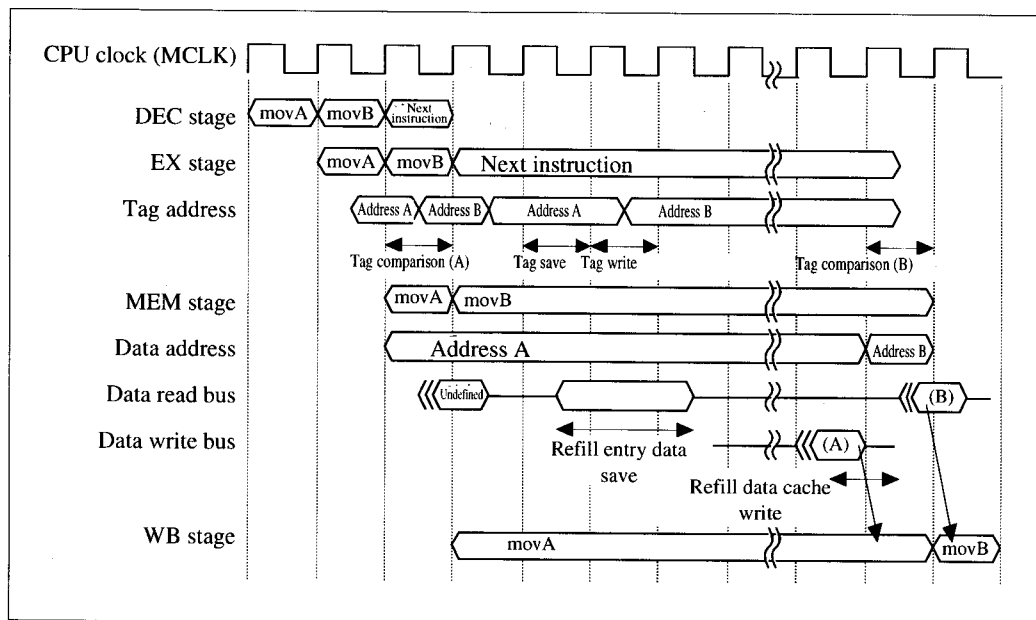 CPU clock (MCLK)
DEC stage movA movB Next instruction
EX stage movA movB Next instruction
Tag address Address A Address B Address A Address B
Tag comparison (A) Tag save Tag write Tag comparison (B)
MEM stage movA movB
Data address Address A Address B
Data read bus Undefined (B)
Data write bus (A)
Refill entry data
save
Refill data cache
write
WB stage movA movB